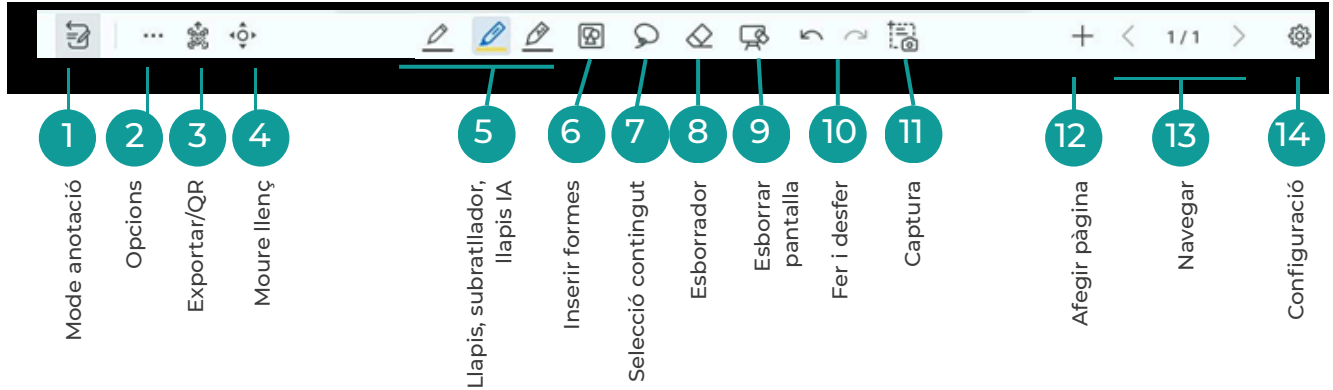 1/1
1
2
3
4
5
6
7
8
9
10
11
12
13
14
Mode anotació
Opcions
Exportar/QR
Moure llenç
Llapis, subratllador,
llapis IA
Inserir formes
Selecció contingut
Esborrador
Esborrar
pantalla
Fer i desfer
Captura
Afegir pàgina
Navegar
Configuració